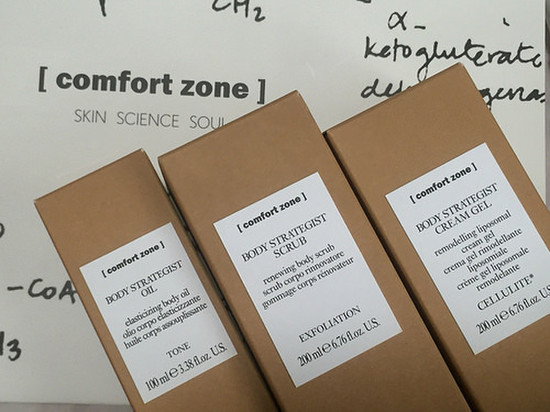 CH2
α-
ketogluterate
[ comfort zone ]
SKIN SCIENCE SOUL
-CoA
[ comfort zone ]
BODY STRATEGIST
OIL
elasticizing body oil
olio corpo elasticizzante
huile corps assouplissante
TONE
100 ml ℮ 3.38 fl.oz. U.S.
[ comfort zone ]
BODY STRATEGIST
SCRUB
renewing body scrub
scrub corpo rinnovatore
gommage corps rénovateur
EXFOLIATION
200 ml ℮ 6.76 fl.oz. U.S.
[ comfort zone ]
BODY STRATEGIST
CREAM GEL
remodelling liposomal
cream gel
crema gel rimodellante
liposomiale
crème gel liposomale
remodelante
CELLULITE*
200 ml ℮ 6.76 fl.oz. U.S.